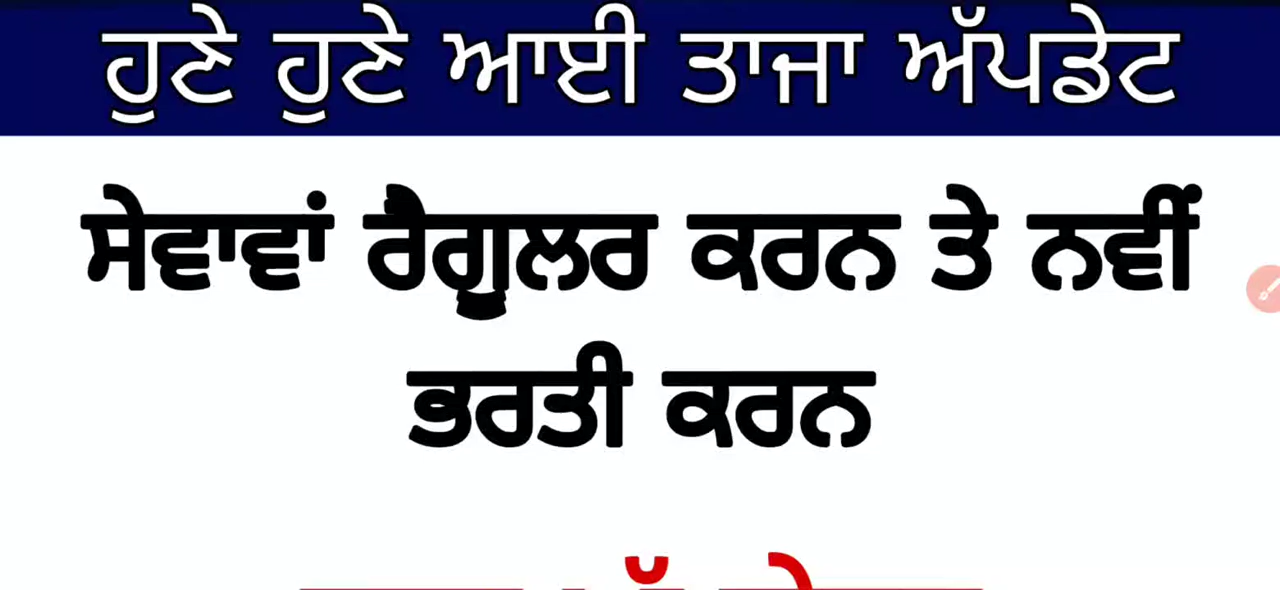 ਹੁਣੇ ਹੁਣੇ ਆਈ ਤਾਜਾ ਅੱਪਡੇਟ
ਸੇਵਾਵਾਂ ਰੈਗੂਲਰ ਕਰਨ ਤੇ ਨਵੀਂ
ਭਰਤੀ ਕਰਨ